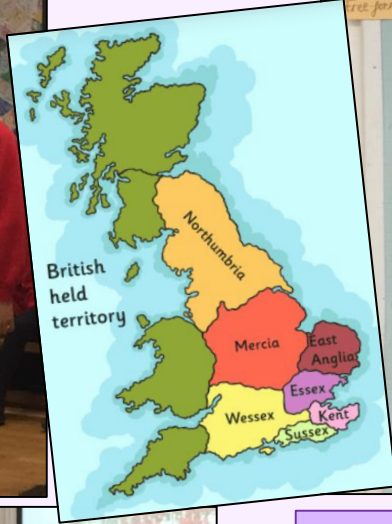 Northumbria
British
held
territory
Mercia
East
Anglia
Essex
Wessex
Kent
Sussex